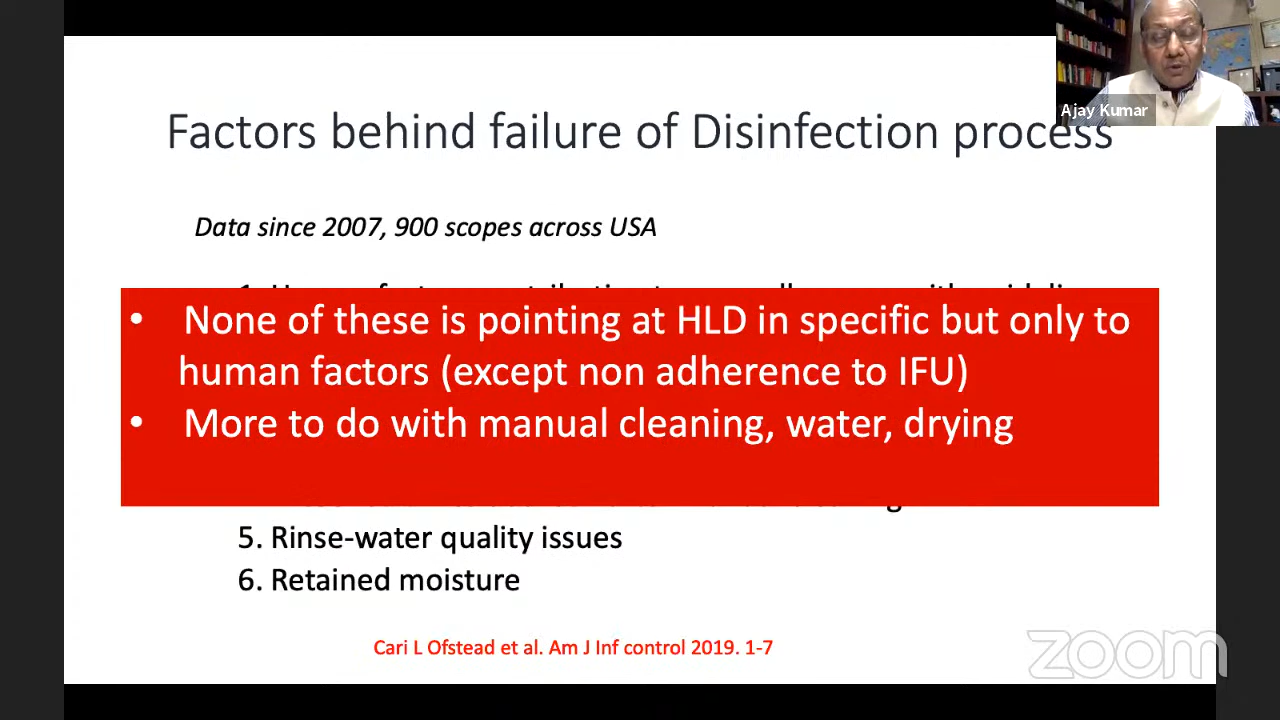 Ajay Kumar
Factors behind failure of Disinfection process
Data since 2007, 900 scopes across USA
• None of these is pointing at HLD in specific but only to
human factors (except non adherence to IFU)
• More to do with manual cleaning, water, drying
5. Rinse-water quality issues
6. Retained moisture
Cari L Ofstead et al. Am J Inf control 2019. 1-7
zoom